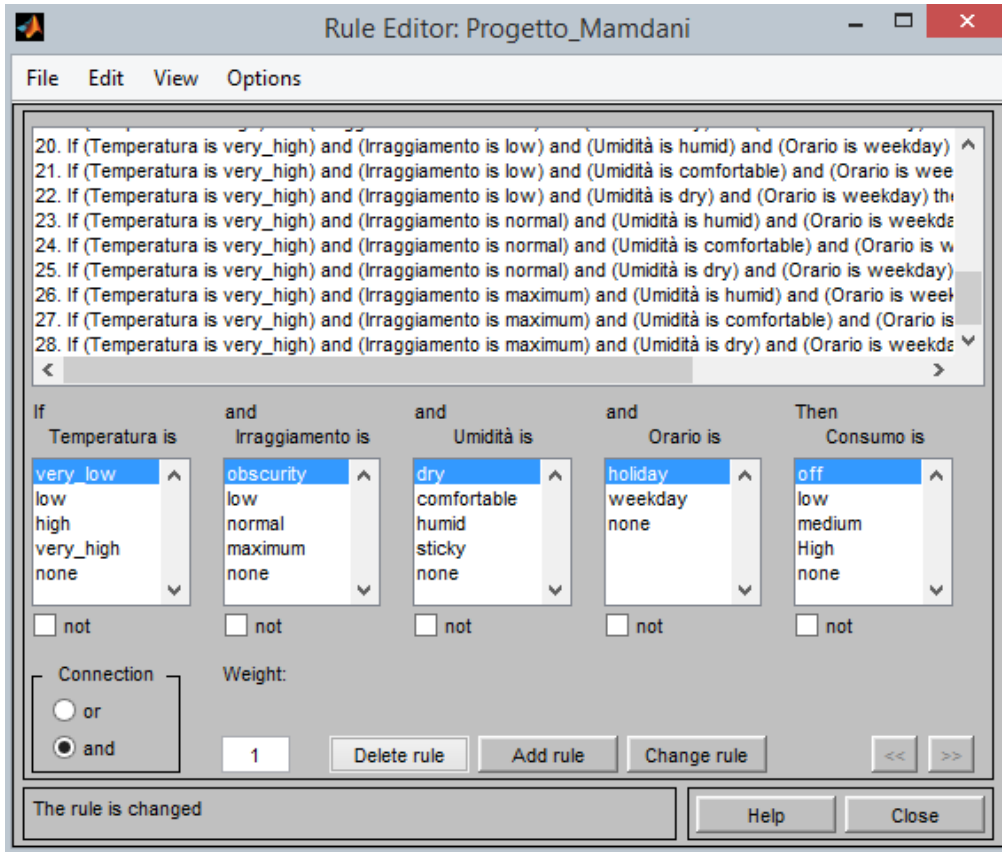 Rule Editor: Progetto_Mamdani
File Edit View Options
20. If (Temperatura is very_high) and (Irraggiamento is low) and (Umidità is humid) and (Orario is weekday)
21. If (Temperatura is very_high) and (Irraggiamento is low) and (Umidità is comfortable) and (Orario is wee
22. If (Temperatura is very_high) and (Irraggiamento is low) and (Umidità is dry) and (Orario is weekday) the
23. If (Temperatura is very_high) and (Irraggiamento is normal) and (Umidità is humid) and (Orario is weekda
24. If (Temperatura is very_high) and (Irraggiamento is normal) and (Umidità is comfortable) and (Orario is w
25. If (Temperatura is very_high) and (Irraggiamento is normal) and (Umidità is dry) and (Orario is weekday)
26. If (Temperatura is very_high) and (Irraggiamento is maximum) and (Umidità is humid) and (Orario is week
27. If (Temperatura is very_high) and (Irraggiamento is maximum) and (Umidità is comfortable) and (Orario is
28. If (Temperatura is very_high) and (Irraggiamento is maximum) and (Umidità is dry) and (Orario is weekda
If and and and Then
Temperatura is Irraggiamento is Umidità is Orario is Consumo is
very_low obscurity dry holiday off
low low comfortable weekday low
high normal humid none medium
very_high maximum sticky High
none none none none
not not not not not
Connection Weight:
or
and 1 Delete rule Add rule Change rule << >>
The rule is changed Help Close